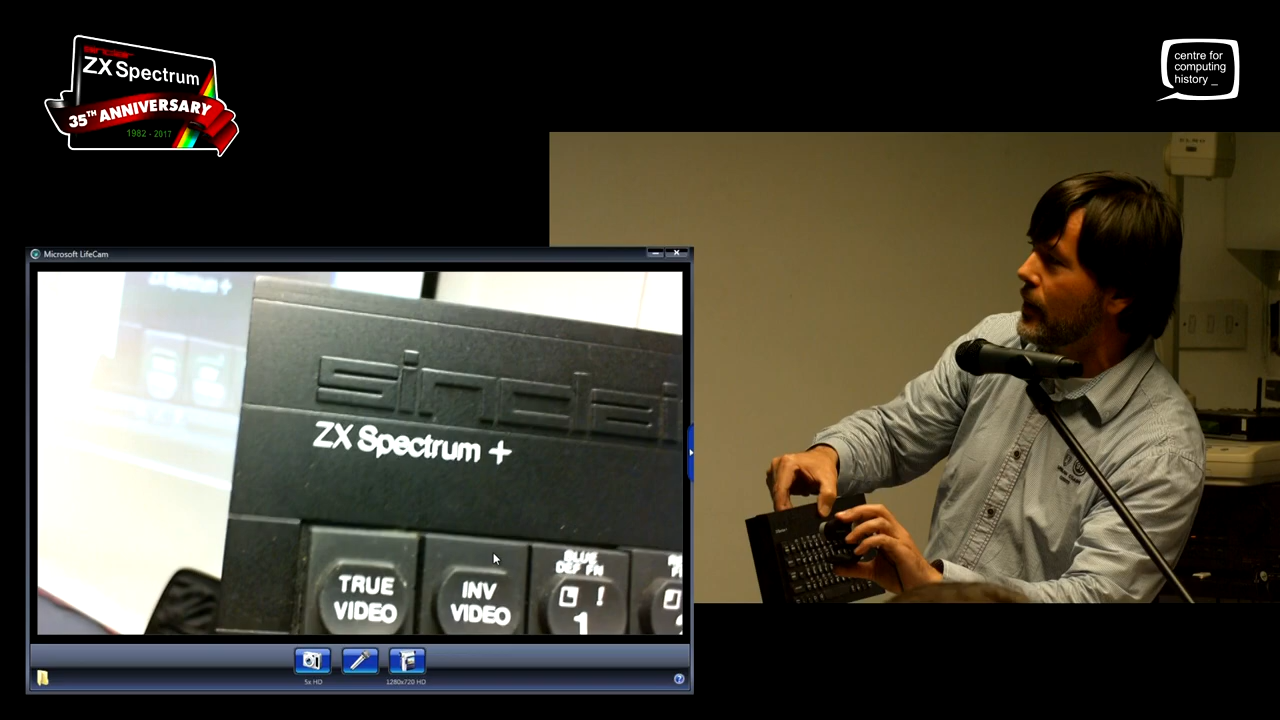 sinclair
ZX Spectrum
35TH ANNIVERSARY
1982 - 2017
centre for
computing
history _
Microsoft LifeCam
sinclai
ZX Spectrum +
TRUE
VIDEO
INV
VIDEO
BLUE
DEF FN
!
1
5x HD
1280x720 HD